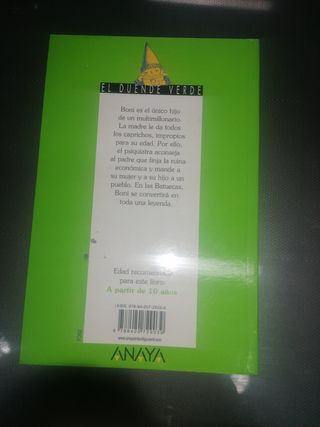 EL DUENDE VERDE
Boni es el único hijo
de un multimillonario.
La madre le da todos
los caprichos, impropios
para su edad. Por ello,
el psiquiatra aconseja
al padre que finja la ruina
económica y mande a
su mujer y a su hijo a un
pueblo. En las Batuecas,
Boni se convertirá en
toda una leyenda.
Edad recomendada
para este libro:
A partir de 10 años
ANAYA